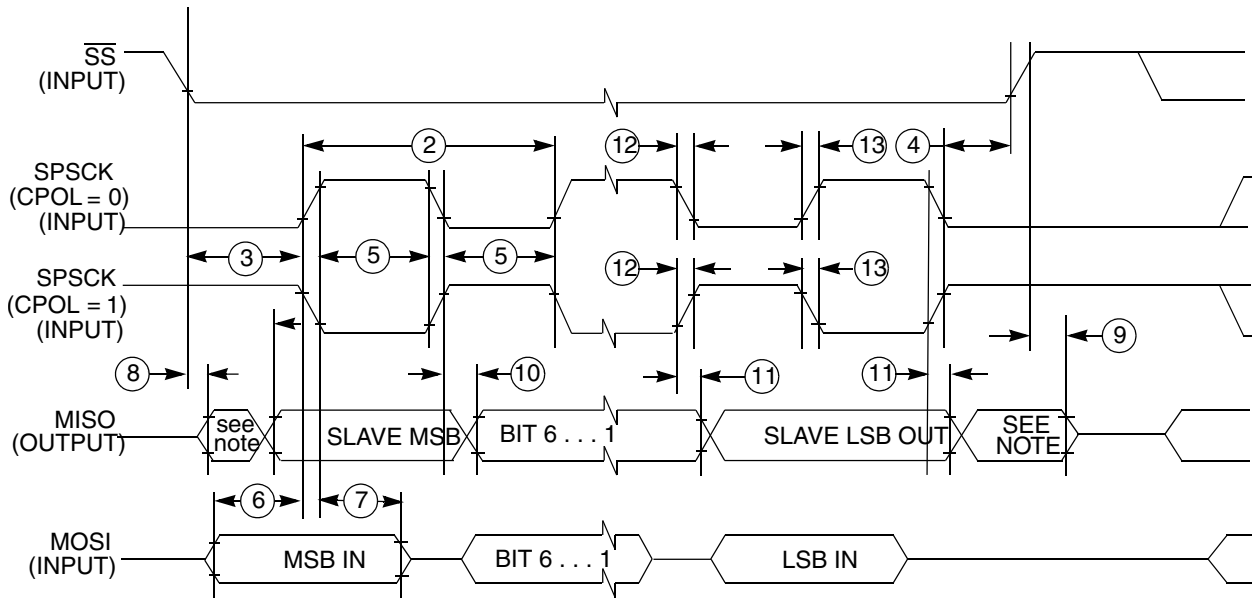 SS
(INPUT)
2
12
13
4
SPSCK
(CPOL = 0)
(INPUT)
3
5
5
SPSCK
(CPOL = 1)
(INPUT)
12
13
9
8
10
11
11
MISO
(OUTPUT)
see
note
SLAVE MSB
BIT 6 . . . 1
SLAVE LSB OUT
SEE
NOTE
6
7
MOSI
(INPUT)
MSB IN
BIT 6 . . . 1
LSB IN